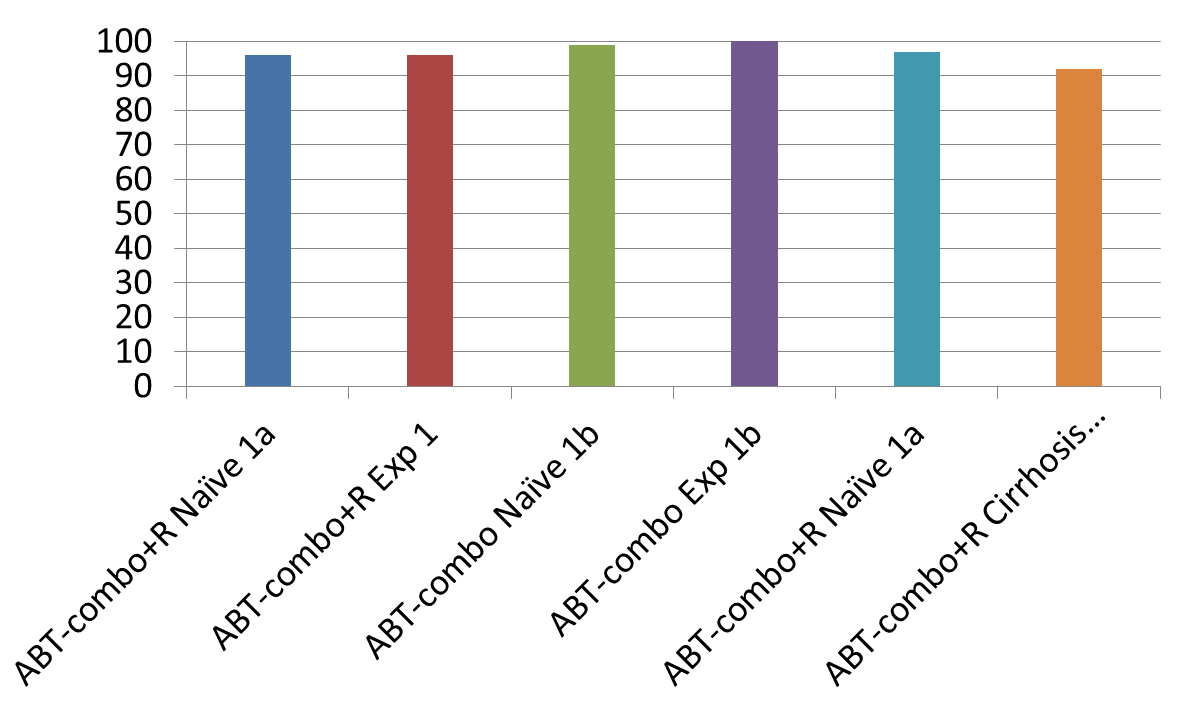 100
90
80
70
60
50
40
30
20
10
0
ABT-combo+R Naïve 1a
ABT-combo+R Exp 1
ABT-combo Naïve 1b
ABT-combo Exp 1b
ABT-combo+R Naïve 1a
ABT-combo+R Cirrhosis...